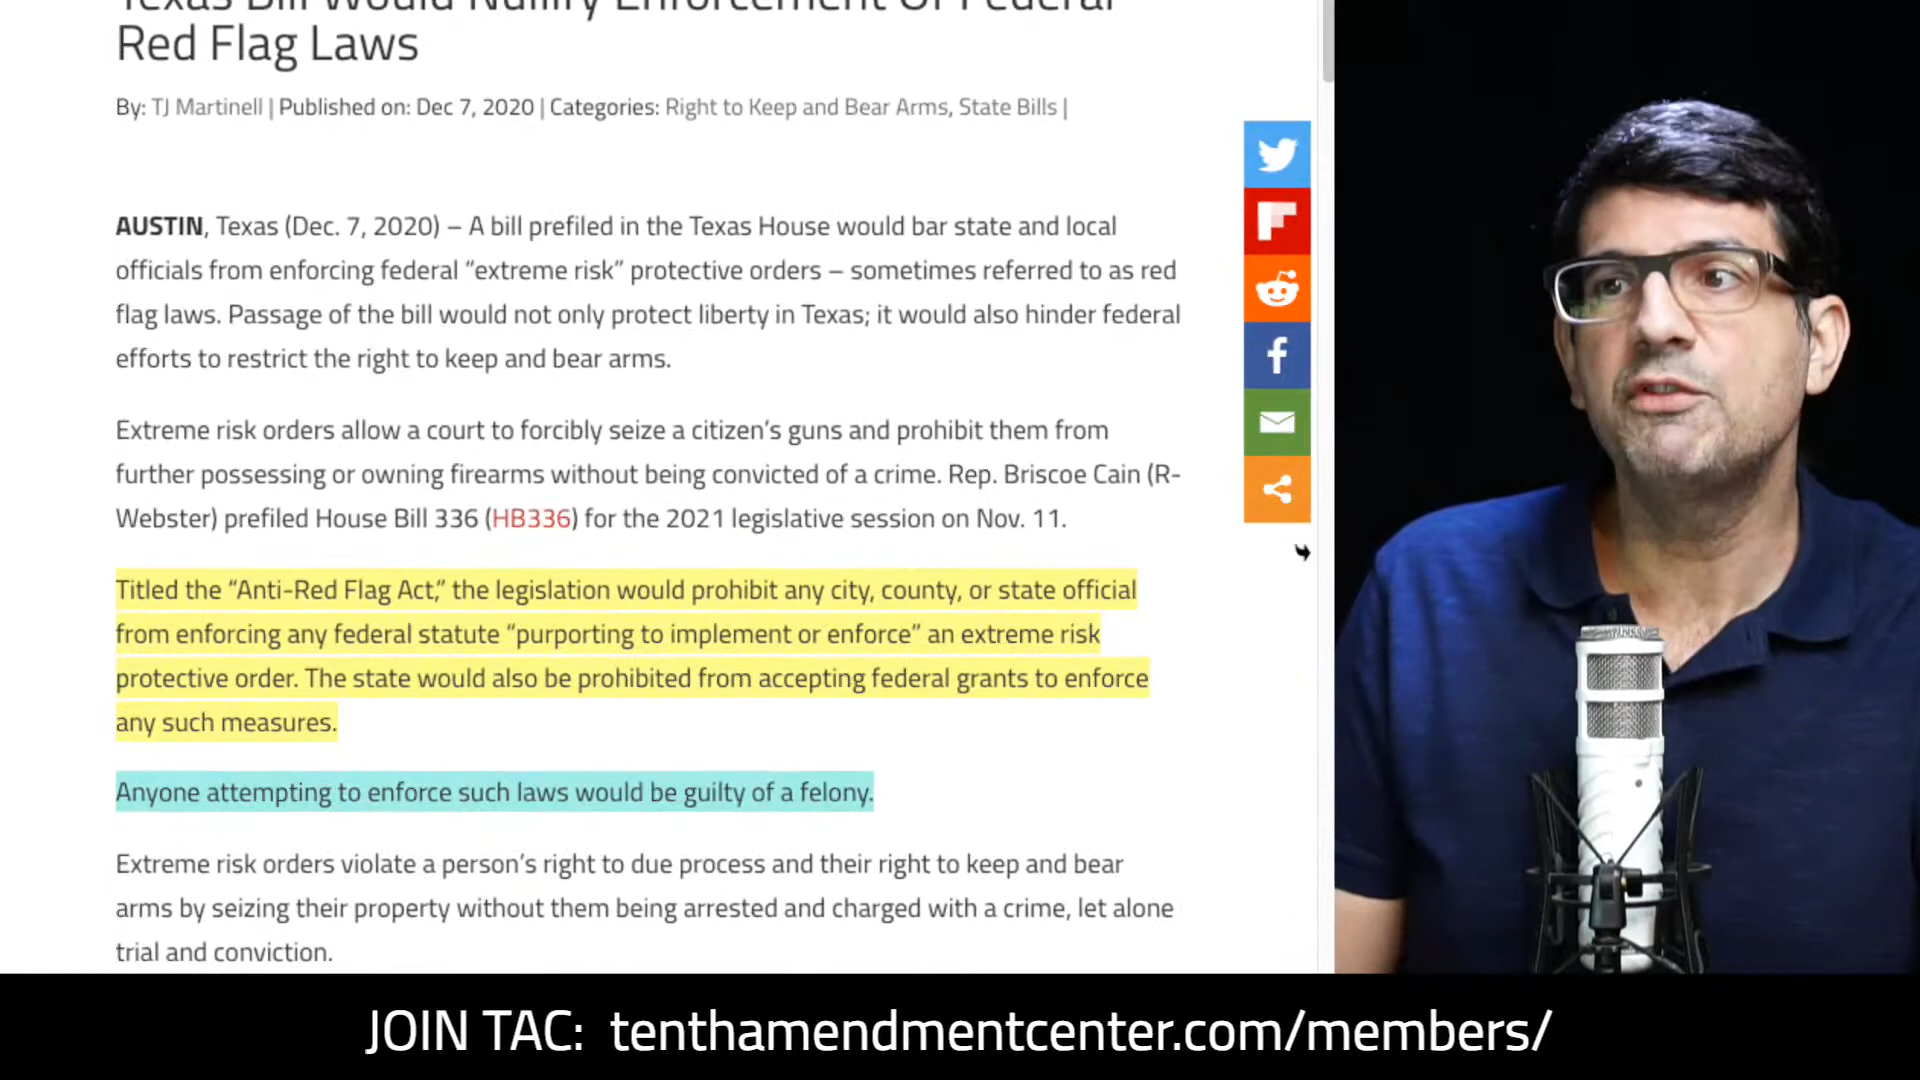 Texas Bill Would Nullify Enforcement Of Federal
Red Flag Laws
By: TJ Martinell | Published on: Dec 7, 2020 | Categories: Right to Keep and Bear Arms, State Bills |
AUSTIN, Texas (Dec. 7, 2020) – A bill prefiled in the Texas House would bar state and local
officials from enforcing federal “extreme risk” protective orders – sometimes referred to as red
flag laws. Passage of the bill would not only protect liberty in Texas; it would also hinder federal
efforts to restrict the right to keep and bear arms.
Extreme risk orders allow a court to forcibly seize a citizen’s guns and prohibit them from
further possessing or owning firearms without being convicted of a crime. Rep. Briscoe Cain (R-
Webster) prefiled House Bill 336 (HB336) for the 2021 legislative session on Nov. 11.
Titled the “Anti-Red Flag Act,” the legislation would prohibit any city, county, or state official
from enforcing any federal statute “purporting to implement or enforce” an extreme risk
protective order. The state would also be prohibited from accepting federal grants to enforce
any such measures.
Anyone attempting to enforce such laws would be guilty of a felony.
Extreme risk orders violate a person’s right to due process and their right to keep and bear
arms by seizing their property without them being arrested and charged with a crime, let alone
trial and conviction.
JOIN TAC: tenthamendmentcenter.com/members/